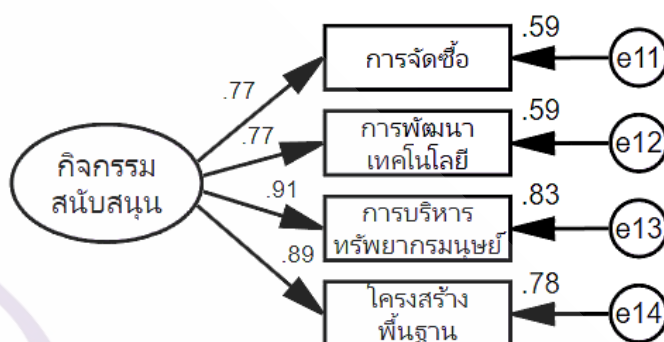 .59
การจัดซื้อ
e11
.77
.59
.77
การพัฒนา
เทคโนโลยี
e12
กิจกรรม
สนับสนุน
.91
.83
การบริหาร
ทรัพยากรมนุษย์
e13
.89
.78
โครงสร้าง
พื้นฐาน
e14